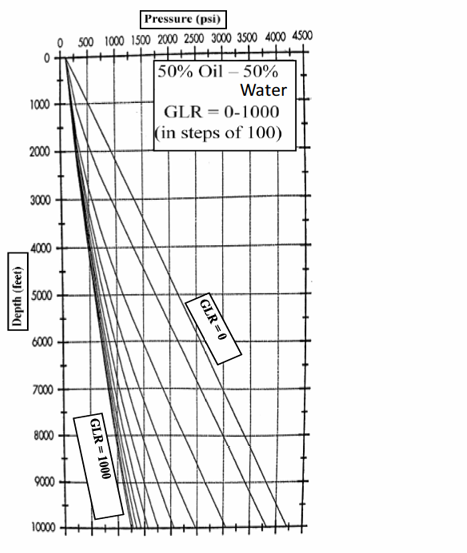 Pressure (psi)
0 500 1000 1500 2000 2500 3000 3500 4000 4500
0
50% Oil – 50%
Water
GLR = 0-1000
(in steps of 100)
1000
2000
3000
4000
Depth (feet)
5000
GLR = 0
6000
7000
8000
GLR = 1000
9000
10000